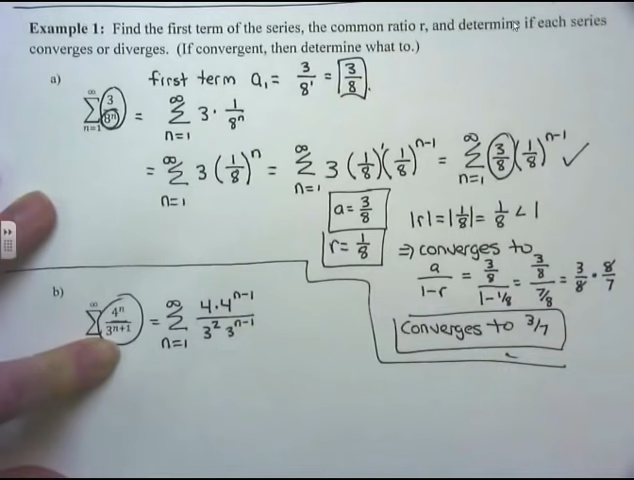 Example 1: Find the first term of the series, the common ratio r, and determine if each series
converges or diverges. (If convergent, then determine what to.)
a) first term a₁ = 3/8¹ = 3/8.
∞ Σ n=1 3/8ⁿ = ∞ Σ n=1 3 · 1/8ⁿ
= ∞ Σ n=1 3 (1/8)ⁿ = ∞ Σ n=1 3 (1/8)¹(1/8)ⁿ⁻¹ = ∞ Σ n=1 (3/8)(1/8)ⁿ⁻¹ ✓
a = 3/8
r = 1/8
|r| = |1/8| = 1/8 < 1
⇒ converges to
a/(1-r) = (3/8)/(1-1/8) = (3/8)/(7/8) = 3/8 · 8/7
Converges to 3/7
b) ∞ Σ n=1 4ⁿ/3ⁿ⁺¹ = ∞ Σ n=1 4·4ⁿ⁻¹/3² 3ⁿ⁻¹